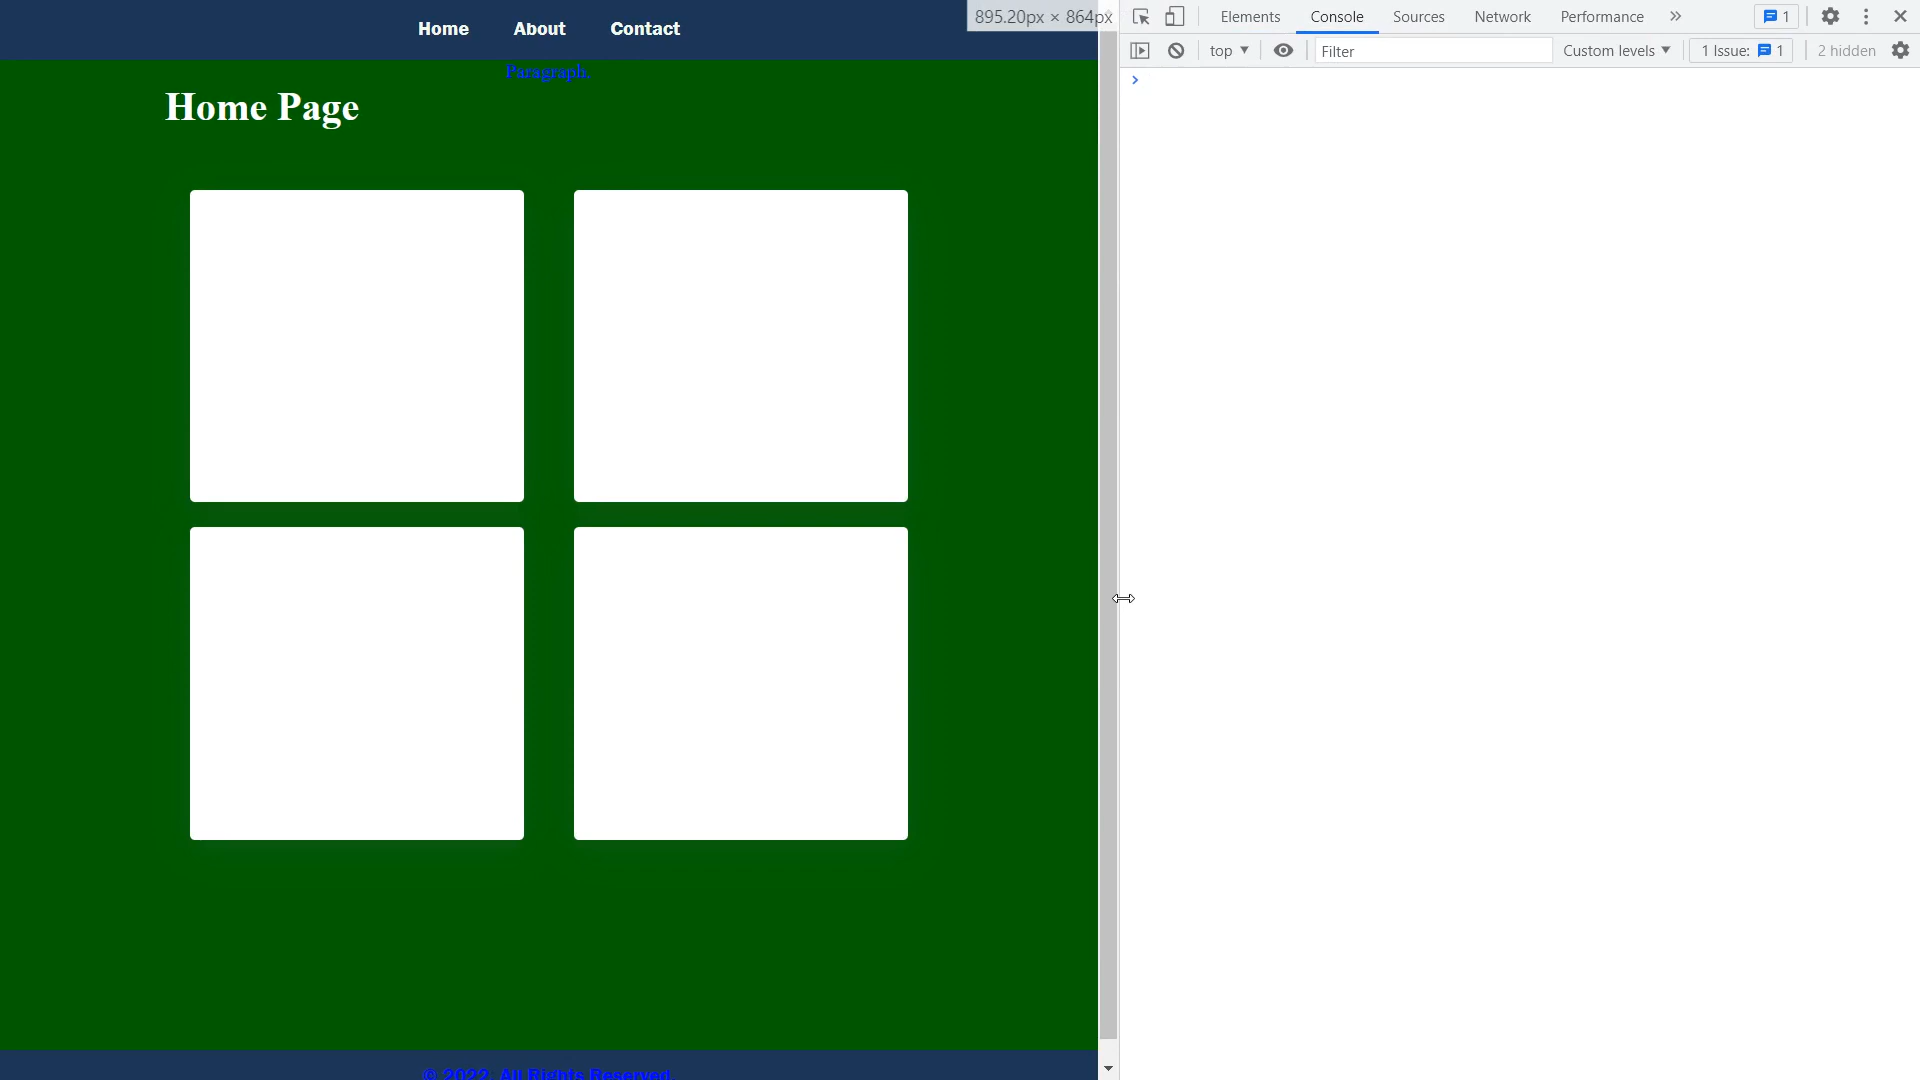 Home About Contact
895.20px × 864px
Paragraph.
Home Page
© 2022. All Rights Reserved.
Elements Console Sources Network Performance » 1
top Filter Custom levels 1 Issue: 1 2 hidden
›